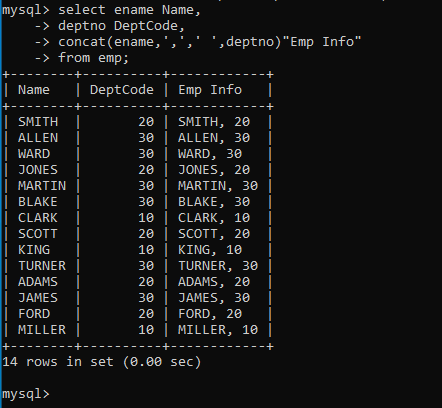 mysql> select ename Name,
    -> deptno DeptCode,
    -> concat(ename,',',' ',deptno)"Emp Info"
    -> from emp;
+--------+----------+------------+
| Name   | DeptCode | Emp Info   |
+--------+----------+------------+
| SMITH  |       20 | SMITH, 20  |
| ALLEN  |       30 | ALLEN, 30  |
| WARD   |       30 | WARD, 30   |
| JONES  |       20 | JONES, 20  |
| MARTIN |       30 | MARTIN, 30 |
| BLAKE  |       30 | BLAKE, 30  |
| CLARK  |       10 | CLARK, 10  |
| SCOTT  |       20 | SCOTT, 20  |
| KING   |       10 | KING, 10   |
| TURNER |       30 | TURNER, 30 |
| ADAMS  |       20 | ADAMS, 20  |
| JAMES  |       30 | JAMES, 30  |
| FORD   |       20 | FORD, 20   |
| MILLER |       10 | MILLER, 10 |
+--------+----------+------------+
14 rows in set (0.00 sec)
mysql>